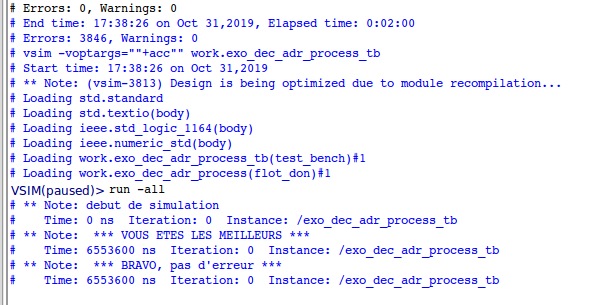 # Errors: 0, Warnings: 0
# End time: 17:38:26 on Oct 31,2019, Elapsed time: 0:02:00
# Errors: 3846, Warnings: 0
# vsim -voptargs=""+acc"" work.exo_dec_adr_process_tb
# Start time: 17:38:26 on Oct 31,2019
# ** Note: (vsim-3813) Design is being optimized due to module recompilation...
# Loading std.standard
# Loading std.textio(body)
# Loading ieee.std_logic_1164(body)
# Loading ieee.numeric_std(body)
# Loading work.exo_dec_adr_process_tb(test_bench)#1
# Loading work.exo_dec_adr_process(flot_don)#1
VSIM(paused)> run -all
# ** Note: debut de simulation
#    Time: 0 ns  Iteration: 0  Instance: /exo_dec_adr_process_tb
# ** Note:  *** VOUS ETES LES MEILLEURS ***
#    Time: 6553600 ns  Iteration: 0  Instance: /exo_dec_adr_process_tb
# ** Note:  *** BRAVO, pas d'erreur ***
#    Time: 6553600 ns  Iteration: 0  Instance: /exo_dec_adr_process_tb